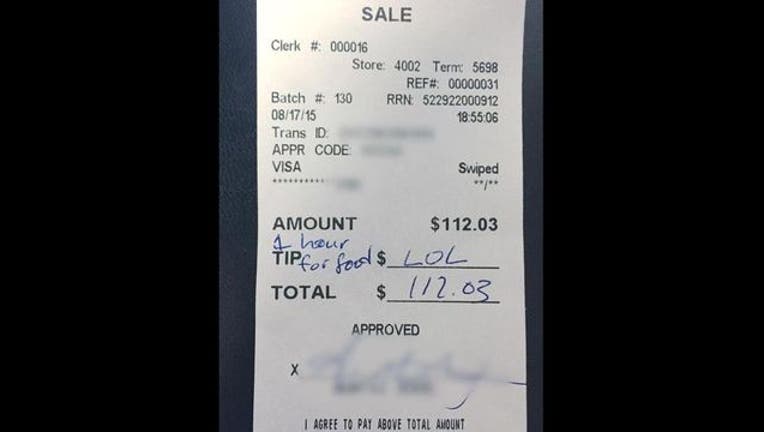 SALE
Clerk #: 000016
Store: 4002 Term: 5698
REF#: 00000031
Batch #: 130 RRN: 522922000912
08/17/15 18:55:06
Trans ID:
APPR CODE:
VISA Swiped
*********** **/**
AMOUNT $112.03
1 hour
for food
TIP $ LOL
TOTAL $ 112.03
APPROVED
X
I AGREE TO PAY ABOVE TOTAL AMOUNT